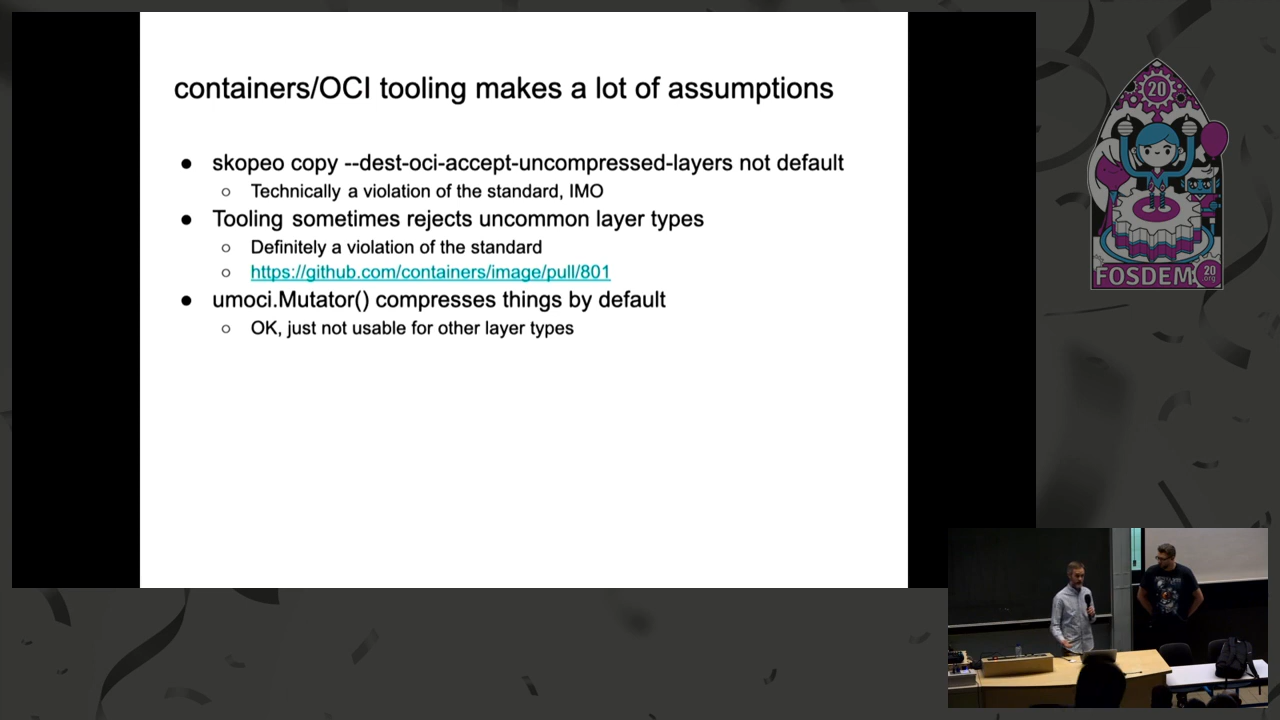 containers/OCI tooling makes a lot of assumptions
● skopeo copy --dest-oci-accept-uncompressed-layers not default
○ Technically a violation of the standard, IMO
● Tooling sometimes rejects uncommon layer types
○ Definitely a violation of the standard
○ https://github.com/containers/image/pull/801
● umoci.Mutator() compresses things by default
○ OK, just not usable for other layer types
20
FOSDEM
20
.org